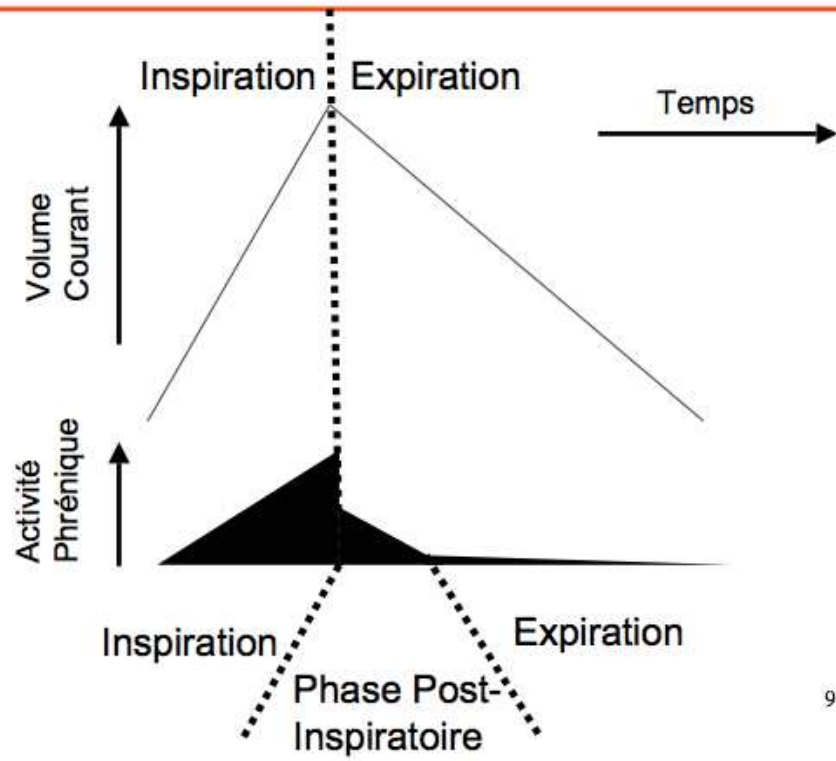 Inspiration Expiration
Temps
Volume
Courant
Activité
Phrénique
Inspiration
Expiration
Phase Post-
Inspiratoire
9